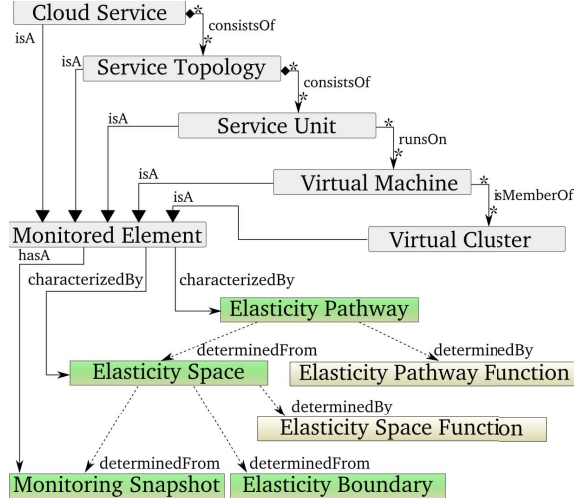 Cloud Service
*
consistsOf
*
isA
isA
Service Topology
*
consistsOf
*
isA
Service Unit
*
runsOn
*
isA
Virtual Machine
*
isMemberOf
*
isA
Monitored Element
Virtual Cluster
hasA
characterizedBy
characterizedBy
Elasticity Pathway
determinedFrom
determinedBy
Elasticity Space
Elasticity Pathway Function
determinedBy
Elasticity Space Function
determinedFrom
determinedFrom
Monitoring Snapshot
Elasticity Boundary